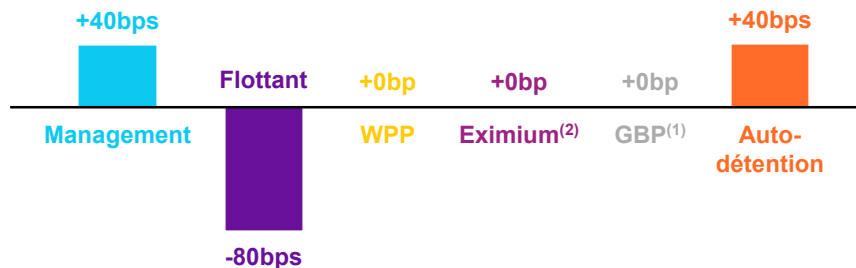 +40bps
+40bps
Flottant
+0bp
+0bp
+0bp
Management
WPP
Eximium(2)
GBP(1)
Auto-
détention
-80bps